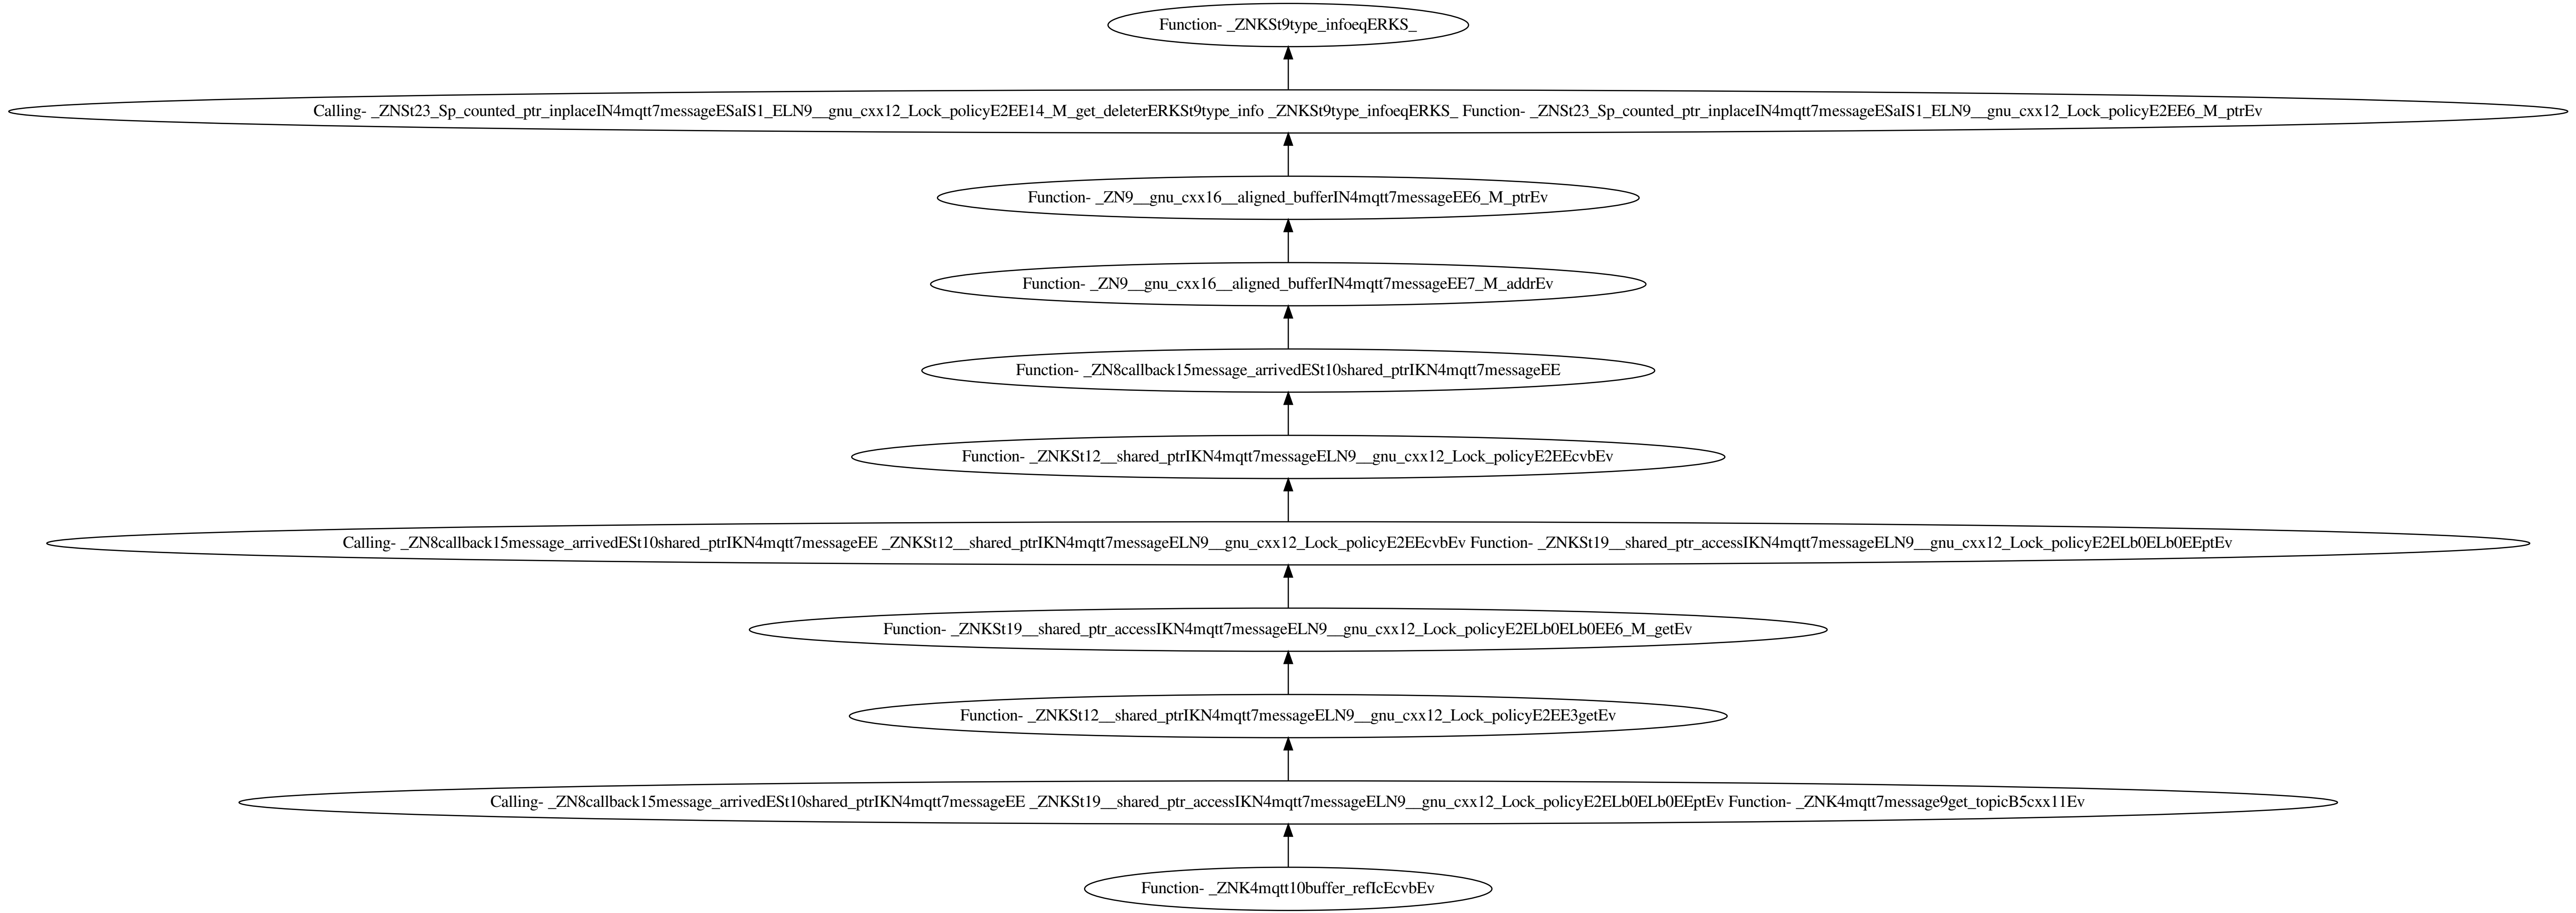 Function- _ZNKSt9type_infoeqERKS_
Calling- _ZNSt23_Sp_counted_ptr_inplaceIN4mqtt7messageESaIS1_ELN9__gnu_cxx12_Lock_policyE2EE14_M_get_deleterERKSt9type_info _ZNKSt9type_infoeqERKS_ Function- _ZNSt23_Sp_counted_ptr_inplaceIN4mqtt7messageESaIS1_ELN9__gnu_cxx12_Lock_policyE2EE6_M_ptrEv
Function- _ZN9__gnu_cxx16__aligned_bufferIN4mqtt7messageEE6_M_ptrEv
Function- _ZN9__gnu_cxx16__aligned_bufferIN4mqtt7messageEE7_M_addrEv
Function- _ZN8callback15message_arrivedESt10shared_ptrIKN4mqtt7messageEE
Function- _ZNKSt12__shared_ptrIKN4mqtt7messageELN9__gnu_cxx12_Lock_policyE2EEcvbEv
Calling- _ZN8callback15message_arrivedESt10shared_ptrIKN4mqtt7messageEE _ZNKSt12__shared_ptrIKN4mqtt7messageELN9__gnu_cxx12_Lock_policyE2EEcvbEv Function- _ZNKSt19__shared_ptr_accessIKN4mqtt7messageELN9__gnu_cxx12_Lock_policyE2ELb0ELb0EEptEv
Function- _ZNKSt19__shared_ptr_accessIKN4mqtt7messageELN9__gnu_cxx12_Lock_policyE2ELb0ELb0EE6_M_getEv
Function- _ZNKSt12__shared_ptrIKN4mqtt7messageELN9__gnu_cxx12_Lock_policyE2EE3getEv
Calling- _ZN8callback15message_arrivedESt10shared_ptrIKN4mqtt7messageEE _ZNKSt19__shared_ptr_accessIKN4mqtt7messageELN9__gnu_cxx12_Lock_policyE2ELb0ELb0EEptEv Function- _ZNK4mqtt7message9get_topicB5cxx11Ev
Function- _ZNK4mqtt10buffer_refIcEcvbEv